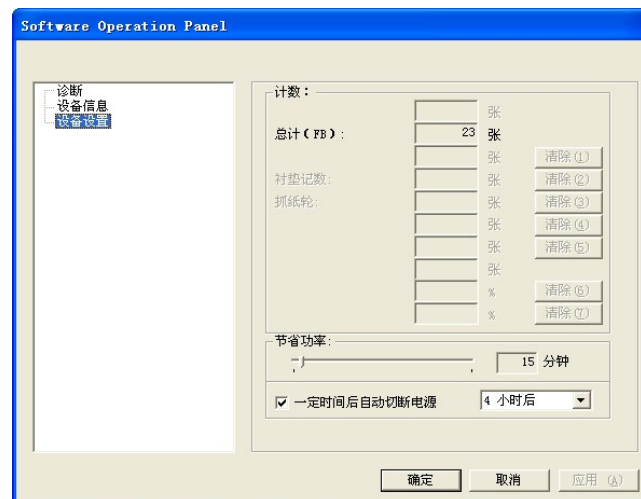 Software Operation Panel
诊断
设备信息
设备设置
计数：
张
总计(FB): 23 张
张 清除(1)
衬垫记数: 张 清除(2)
抓纸轮: 张 清除(3)
张 清除(4)
张 清除(5)
张
% 清除(6)
% 清除(7)
节省功率:
15 分钟
一定时间后自动切断电源 4 小时后
确定 取消 应用 (A)